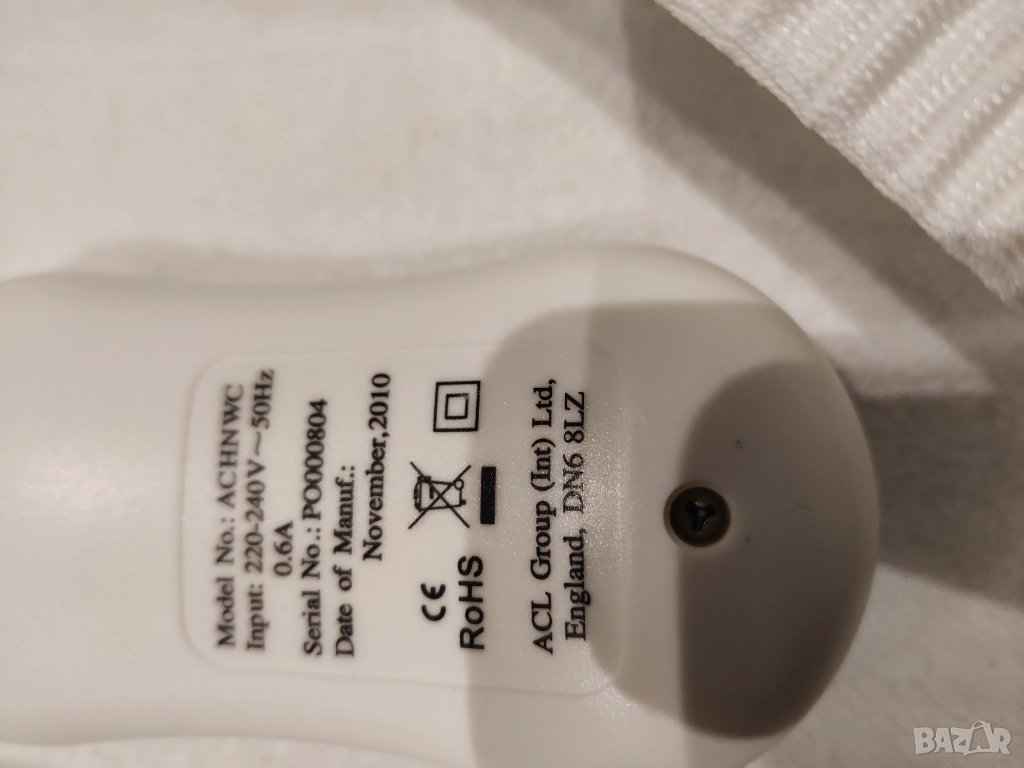 Model No.: ACHNWC
Input: 220-240V~50Hz
0.6A
Serial No.: PO000804
Date of Manuf.:
November,2010
CE
RoHS
ACL Group (Int) Ltd,
England, DN6 8LZ
BAZAR